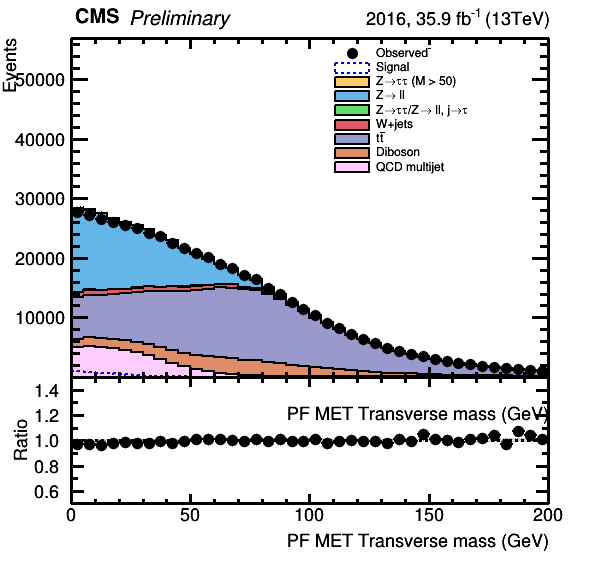 CMS Preliminary 2016, 35.9 fb⁻¹ (13TeV)
Events
50000
40000
30000
20000
10000
Observed
Signal
Z→ττ (M > 50)
Z→ ll
Z→ττ/Z→ ll, j→τ
W+jets
tt̄
Diboson
QCD multijet
PF MET Transverse mass (GeV)
Ratio
1.4
1.2
1.0
0.8
0.6
0 50 100 150 200
PF MET Transverse mass (GeV)